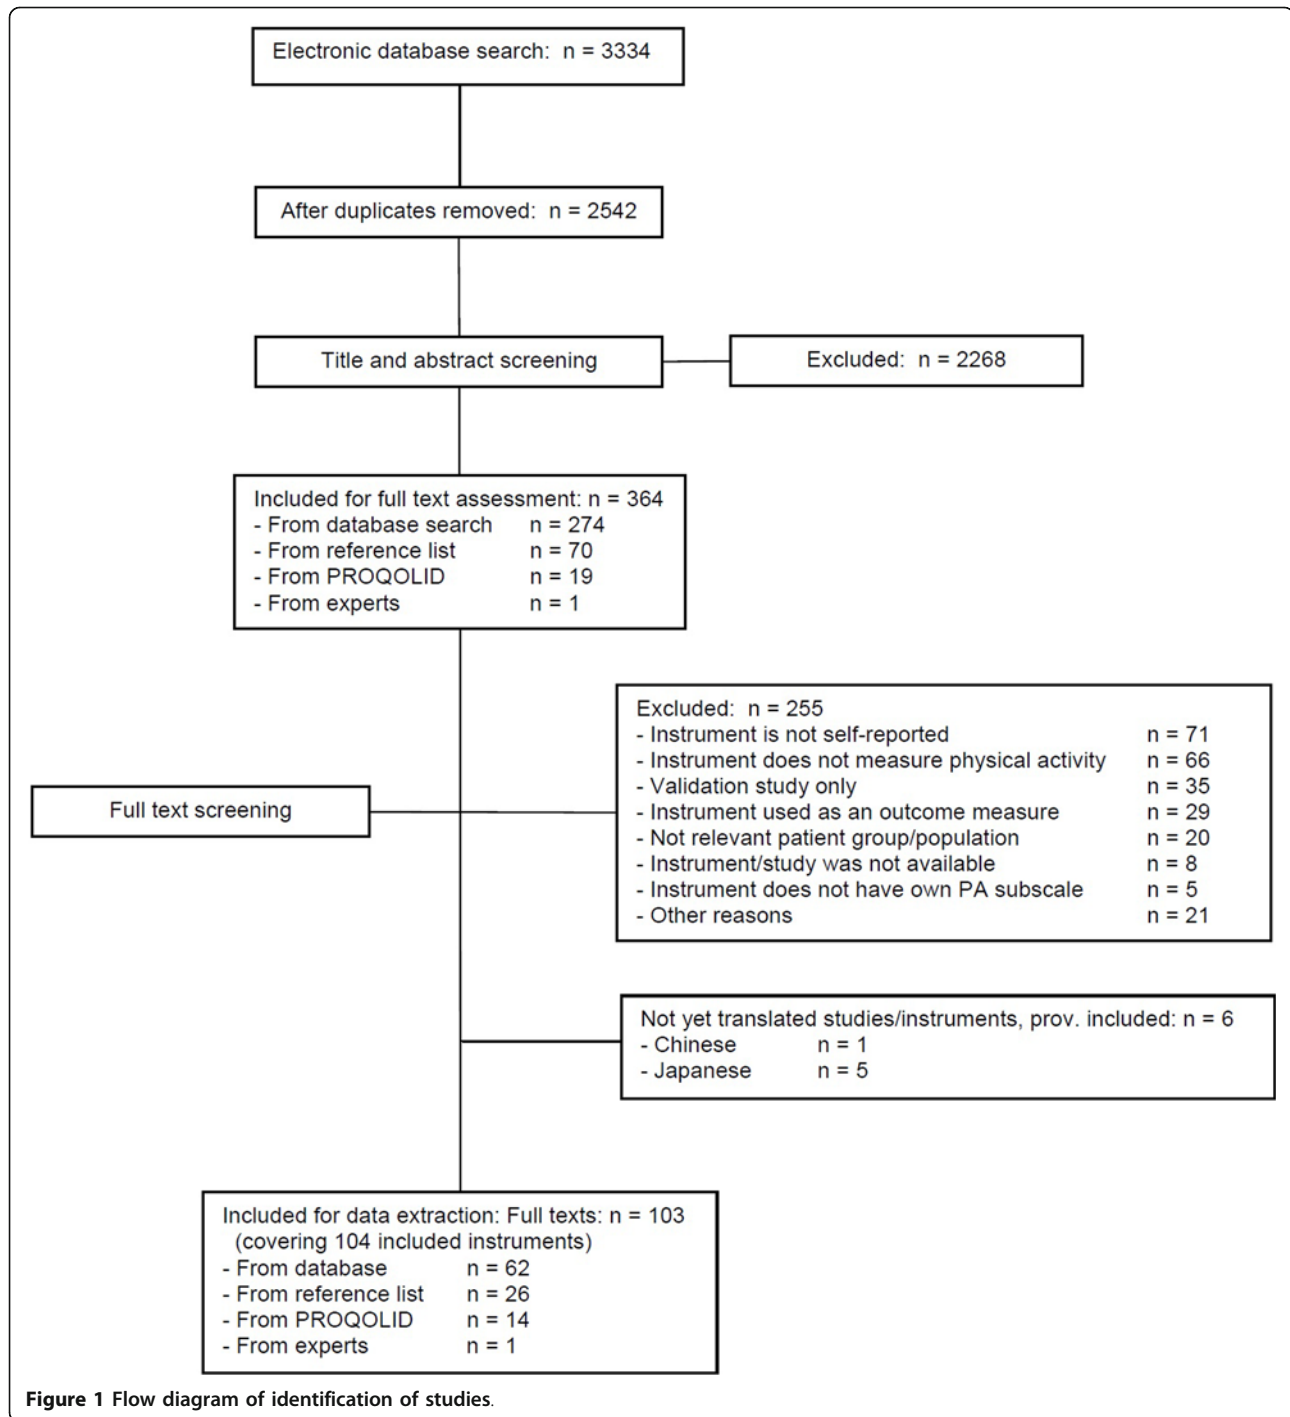 Electronic database search: n = 3334
After duplicates removed: n = 2542
Title and abstract screening
Excluded: n = 2268
Included for full text assessment: n = 364
- From database search n = 274
- From reference list n = 70
- From PROQOLID n = 19
- From experts n = 1
Excluded: n = 255
- Instrument is not self-reported n = 71
- Instrument does not measure physical activity n = 66
- Validation study only n = 35
- Instrument used as an outcome measure n = 29
- Not relevant patient group/population n = 20
- Instrument/study was not available n = 8
- Instrument does not have own PA subscale n = 5
- Other reasons n = 21
Full text screening
Not yet translated studies/instruments, prov. included: n = 6
- Chinese n = 1
- Japanese n = 5
Included for data extraction: Full texts: n = 103
(covering 104 included instruments)
- From database n = 62
- From reference list n = 26
- From PROQOLID n = 14
- From experts n = 1
Figure 1 Flow diagram of identification of studies.